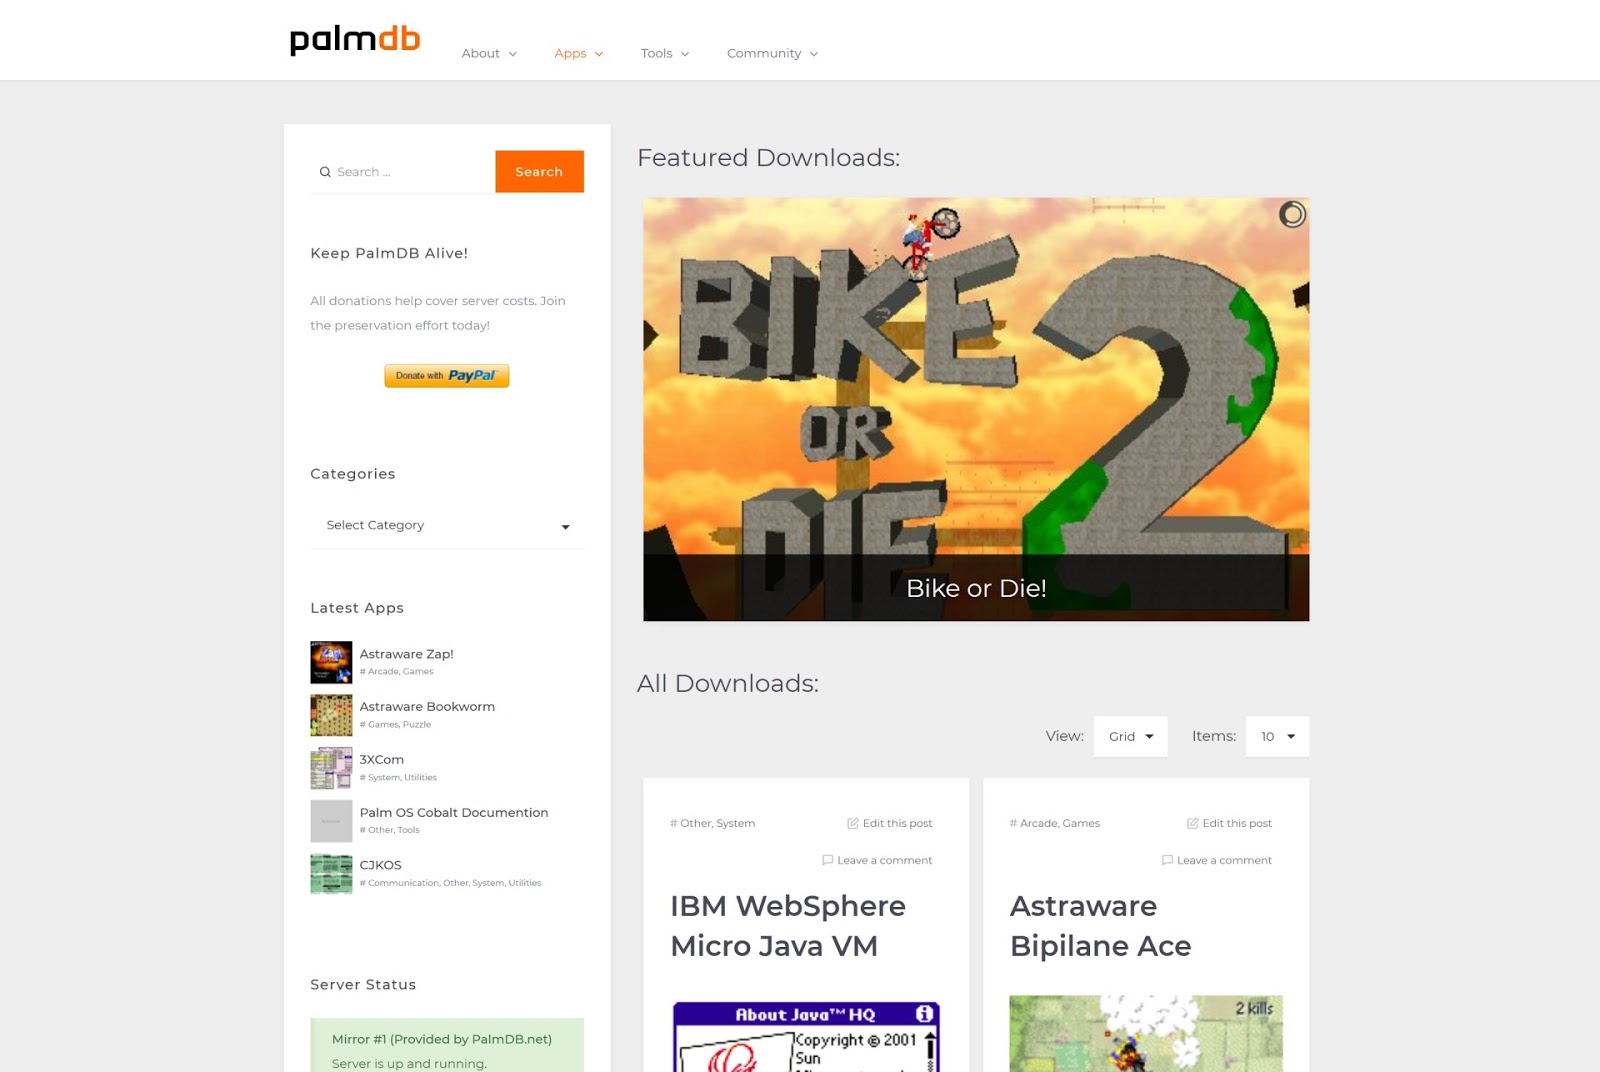 palmdb
About
Apps
Tools
Community
Search ...
Search
Keep PalmDB Alive!
All donations help cover server costs. Join
the preservation effort today!
Donate with PayPal
Categories
Select Category
Latest Apps
Astraware Zap!
# Arcade, Games
Astraware Bookworm
# Games, Puzzle
3XCom
# System, Utilities
Palm OS Cobalt Documention
# Other, Tools
CJKOS
# Communication, Other, System, Utilities
Server Status
Mirror #1 (Provided by PalmDB.net)
Server is up and running.
Featured Downloads:
BIKE
OR
DIE
2
Bike or Die!
All Downloads:
View:
Grid
Items:
10
# Other, System
Edit this post
Leave a comment
IBM WebSphere
Micro Java VM
About Java™ HQ
Copyright © 2001
Sun
# Arcade, Games
Edit this post
Leave a comment
Astraware
Bipilane Ace
2 kills